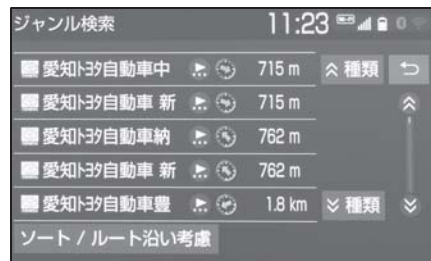 ジャンル検索 11:23
愛知トヨタ自動車中 715 m 種類
愛知トヨタ自動車 新 715 m
愛知トヨタ自動車納 762 m
愛知トヨタ自動車 新 762 m
愛知トヨタ自動車豊 1.8 km 種類
ソート / ルート沿い考慮